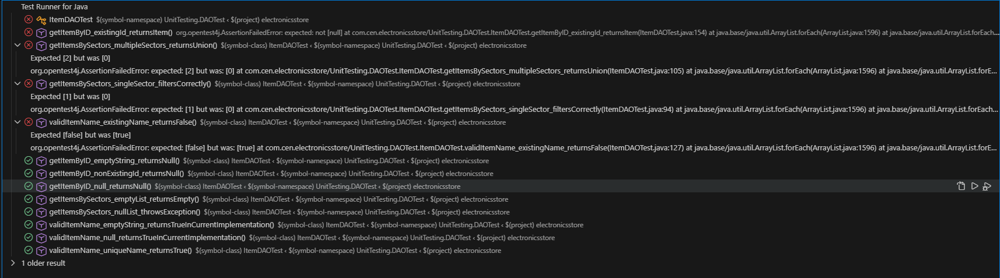 Test Runner for Java
ItemDAOTest $(symbol-namespace) UnitTesting.DAOTest < $(project) electronicsstore
getItemByID_existingId_returnsItem() org.opentest4j.AssertionFailedError: expected: not [null] at com.cen.electronicsstore/UnitTesting.DAOTest.ItemDAOTest.getItemByID_existingId_returnsItem(ItemDAOTest.java:154) at java.base/java.util.ArrayList.forEach(ArrayList.java:1596) at java.base/java.util.ArrayList.forEach...
getItemsBySectors_multipleSectors_returnsUnion() $(symbol-class) ItemDAOTest < $(symbol-namespace) UnitTesting.DAOTest < $(project) electronicsstore
Expected [2] but was [0]
org.opentest4j.AssertionFailedError: expected: [2] but was: [0] at com.cen.electronicsstore/UnitTesting.DAOTest.ItemDAOTest.getItemsBySectors_multipleSectors_returnsUnion(ItemDAOTest.java:105) at java.base/java.util.ArrayList.forEach(ArrayList.java:1596) at java.base/java.util.ArrayList.forE...
getItemsBySectors_singleSector_filtersCorrectly() $(symbol-class) ItemDAOTest < $(symbol-namespace) UnitTesting.DAOTest < $(project) electronicsstore
Expected [1] but was [0]
org.opentest4j.AssertionFailedError: expected: [1] but was: [0] at com.cen.electronicsstore/UnitTesting.DAOTest.ItemDAOTest.getItemsBySectors_singleSector_filtersCorrectly(ItemDAOTest.java:94) at java.base/java.util.ArrayList.forEach(ArrayList.java:1596) at java.base/java.util.ArrayList.forEach...
validItemName_existingName_returnsFalse() $(symbol-class) ItemDAOTest < $(symbol-namespace) UnitTesting.DAOTest < $(project) electronicsstore
Expected [false] but was [true]
org.opentest4j.AssertionFailedError: expected: [false] but was: [true] at com.cen.electronicsstore/UnitTesting.DAOTest.ItemDAOTest.validItemName_existingName_returnsFalse(ItemDAOTest.java:127) at java.base/java.util.ArrayList.forEach(ArrayList.java:1596) at java.base/java.util.ArrayList.forE...
getItemByID_emptyString_returnsNull() $(symbol-class) ItemDAOTest < $(symbol-namespace) UnitTesting.DAOTest < $(project) electronicsstore
getItemByID_nonExistingId_returnsNull() $(symbol-class) ItemDAOTest < $(symbol-namespace) UnitTesting.DAOTest < $(project) electronicsstore
getItemByID_null_returnsNull() $(symbol-class) ItemDAOTest < $(symbol-namespace) UnitTesting.DAOTest < $(project) electronicsstore
getItemsBySectors_emptyList_returnsEmpty() $(symbol-class) ItemDAOTest < $(symbol-namespace) UnitTesting.DAOTest < $(project) electronicsstore
getItemsBySectors_nullList_throwsException() $(symbol-class) ItemDAOTest < $(symbol-namespace) UnitTesting.DAOTest < $(project) electronicsstore
validItemName_emptyString_returnsTrueInCurrentImplementation() $(symbol-class) ItemDAOTest < $(symbol-namespace) UnitTesting.DAOTest < $(project) electronicsstore
validItemName_null_returnsTrueInCurrentImplementation() $(symbol-class) ItemDAOTest < $(symbol-namespace) UnitTesting.DAOTest < $(project) electronicsstore
validItemName_uniqueName_returnsTrue() $(symbol-class) ItemDAOTest < $(symbol-namespace) UnitTesting.DAOTest < $(project) electronicsstore
1 older result